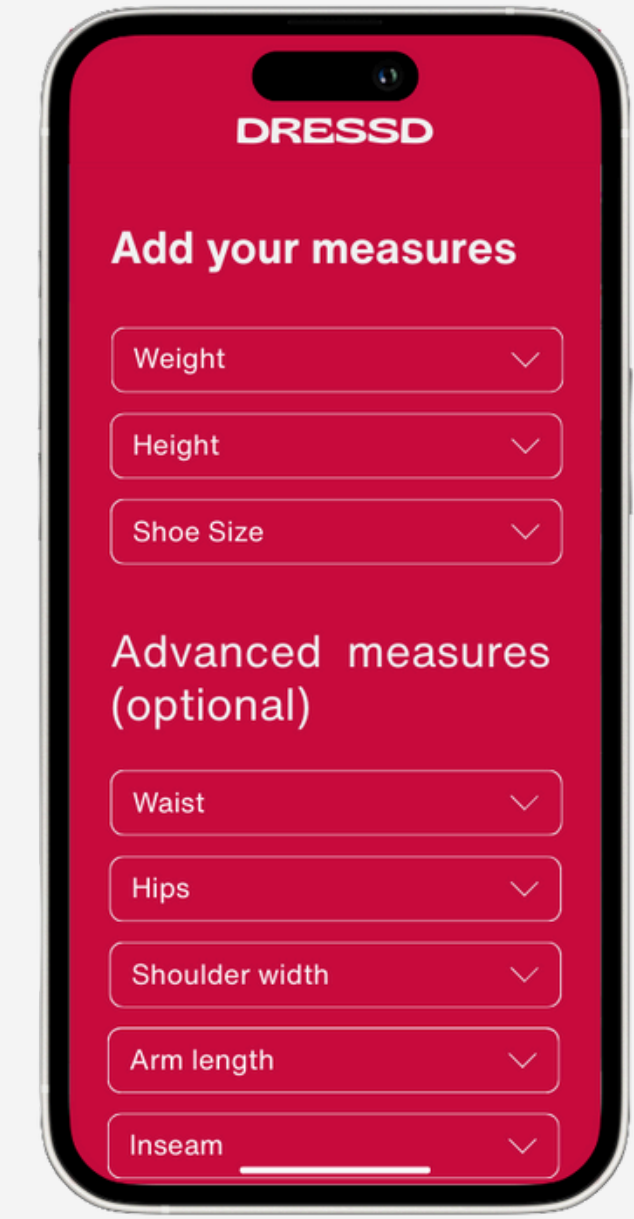 DRESSD
Add your measures
Weight
Height
Shoe Size
Advanced measures
(optional)
Waist
Hips
Shoulder width
Arm length
Inseam